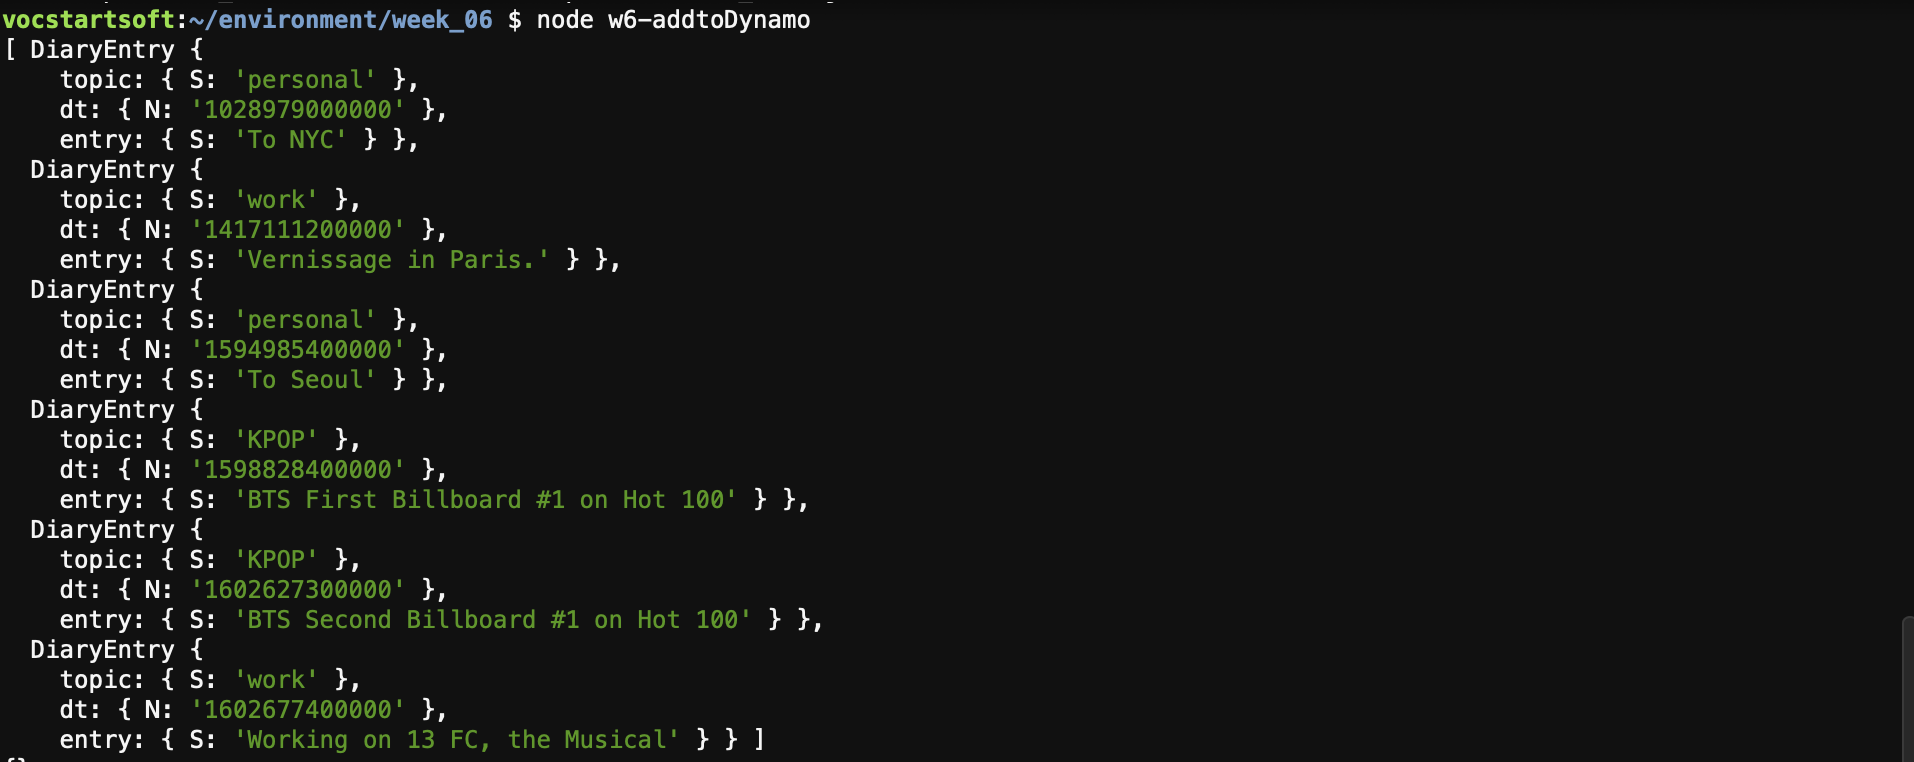 vocstartsoft:~/environment/week_06 $ node w6-addtoDynamo
[ DiaryEntry {
    topic: { S: 'personal' },
    dt: { N: '1028979000000' },
    entry: { S: 'To NYC' } },
  DiaryEntry {
    topic: { S: 'work' },
    dt: { N: '1417111200000' },
    entry: { S: 'Vernissage in Paris.' } },
  DiaryEntry {
    topic: { S: 'personal' },
    dt: { N: '1594985400000' },
    entry: { S: 'To Seoul' } },
  DiaryEntry {
    topic: { S: 'KPOP' },
    dt: { N: '1598828400000' },
    entry: { S: 'BTS First Billboard #1 on Hot 100' } },
  DiaryEntry {
    topic: { S: 'KPOP' },
    dt: { N: '1602627300000' },
    entry: { S: 'BTS Second Billboard #1 on Hot 100' } },
  DiaryEntry {
    topic: { S: 'work' },
    dt: { N: '1602677400000' },
    entry: { S: 'Working on 13 FC, the Musical' } } ]